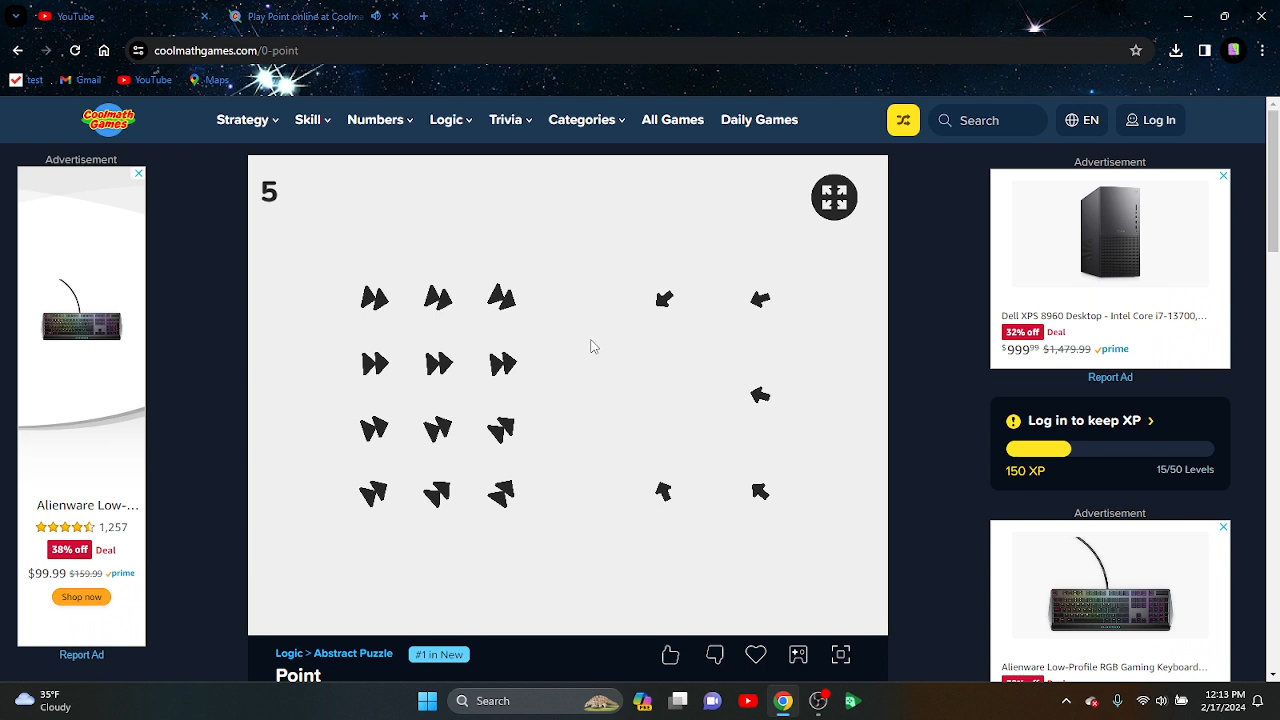 YouTube
Play Point online at Coolma
coolmathgames.com/0-point
test
Gmail
YouTube
Maps
Coolmath Games
Strategy
Skill
Numbers
Logic
Trivia
Categories
All Games
Daily Games
Search
EN
Log In
Advertisement
Alienware Low-...
1,257
38% off Deal
$99.99 $159.99 prime
Shop now
Report Ad
5
Logic > Abstract Puzzle
#1 in New
Point
Advertisement
Dell XPS 8960 Desktop - Intel Core i7-13700,...
32% off Deal
$999⁹⁹ $1,479.99 prime
Report Ad
Log in to keep XP >
150 XP
15/50 Levels
Advertisement
Alienware Low-Profile RGB Gaming Keyboard...
35°F
Cloudy
Search
12:13 PM
2/17/2024